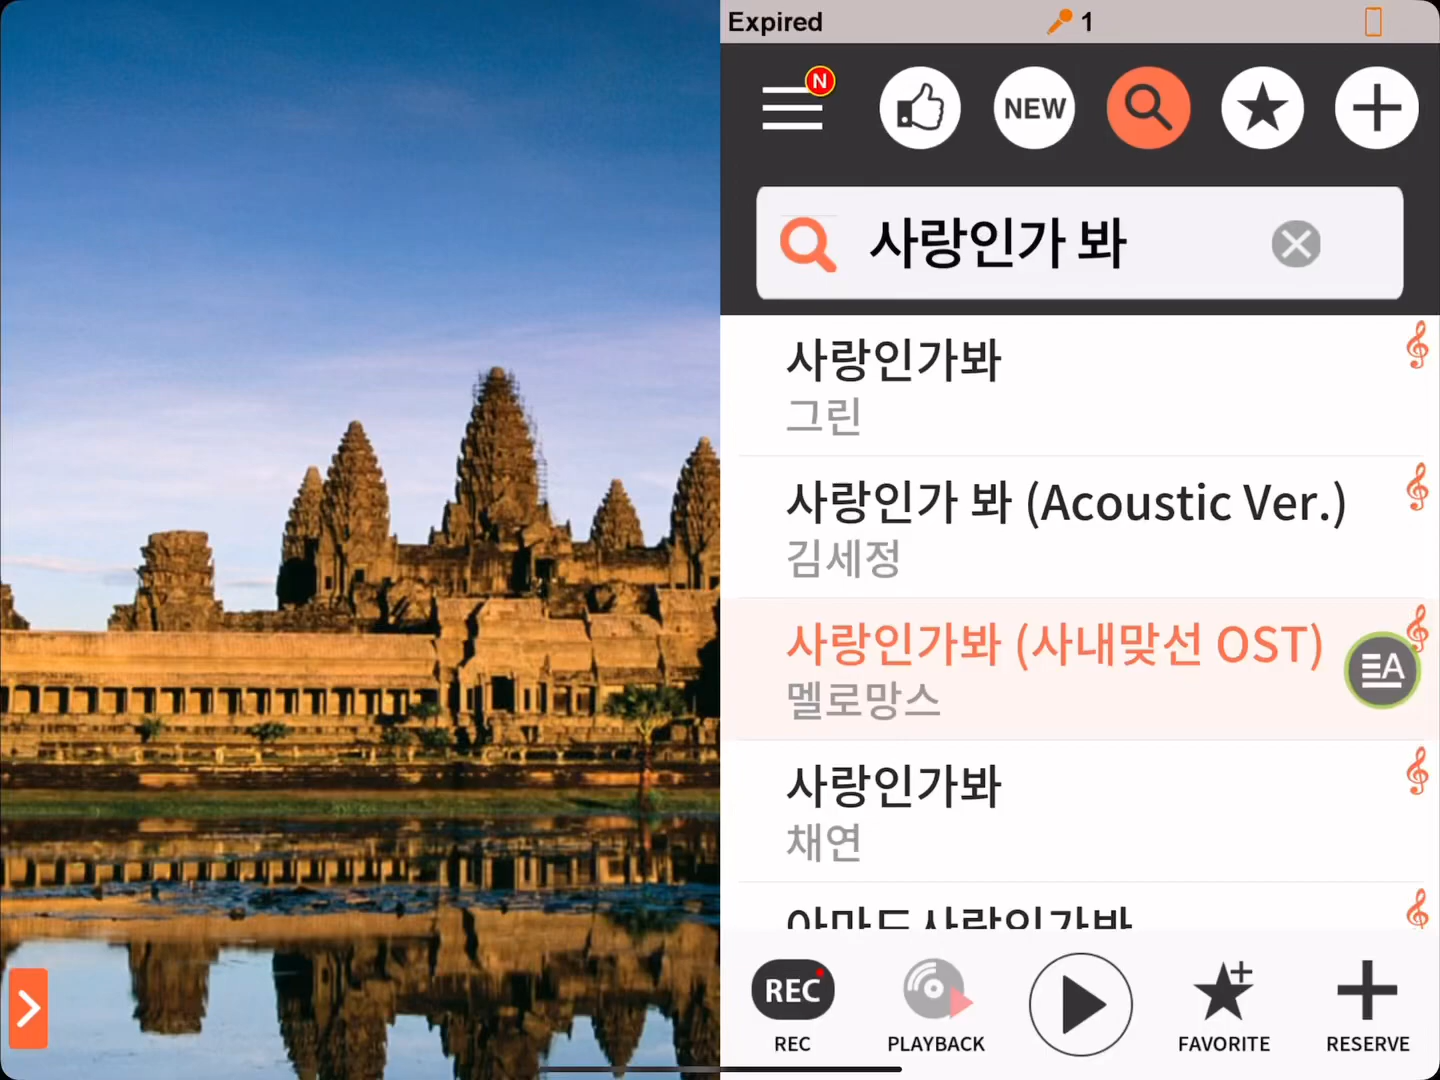 Expired
1
N
NEW
사랑인가 봐
사랑인가봐
그린
사랑인가 봐 (Acoustic Ver.)
김세정
사랑인가봐 (사내맞선 OST)
멜로망스
A
사랑인가봐
채연
REC
REC
PLAYBACK
FAVORITE
RESERVE